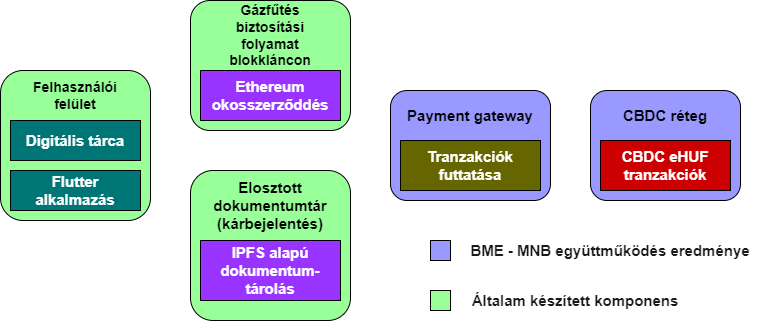 Felhasználói
felület
Digitális tárca
Flutter
alkalmazás
Gázfűtés
biztosítási
folyamat
blokkláncon
Ethereum
okosszerződdés
Elosztott
dokumentumtár
(kárbejelentés)
IPFS alapú
dokumentum-
tárolás
Payment gateway
Tranzakciók
futtatása
CBDC réteg
CBDC eHUF
tranzakciók
BME - MNB együttműködés eredménye
Általam készített komponens